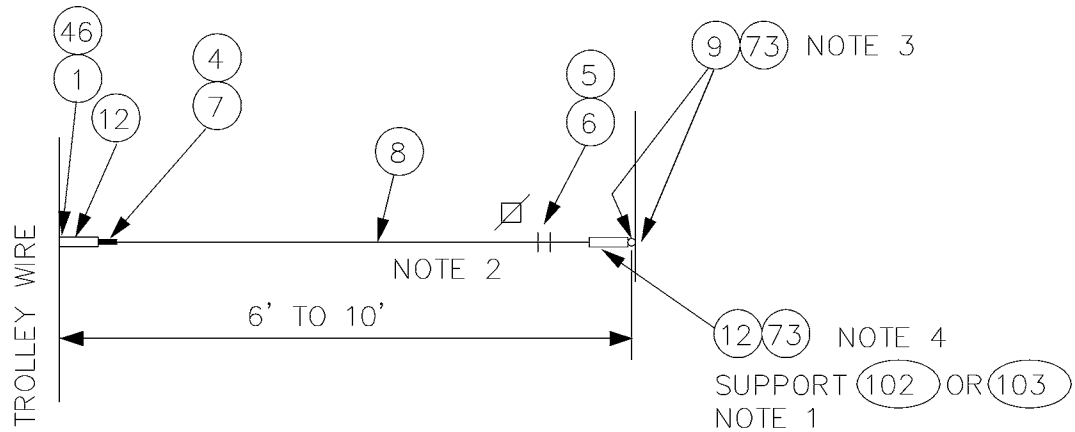 46
1
12
4
7
8
5
6
9 73 NOTE 3
TROLLEY WIRE
NOTE 2
6' TO 10'
12 73 NOTE 4
SUPPORT 102 OR 103
NOTE 1